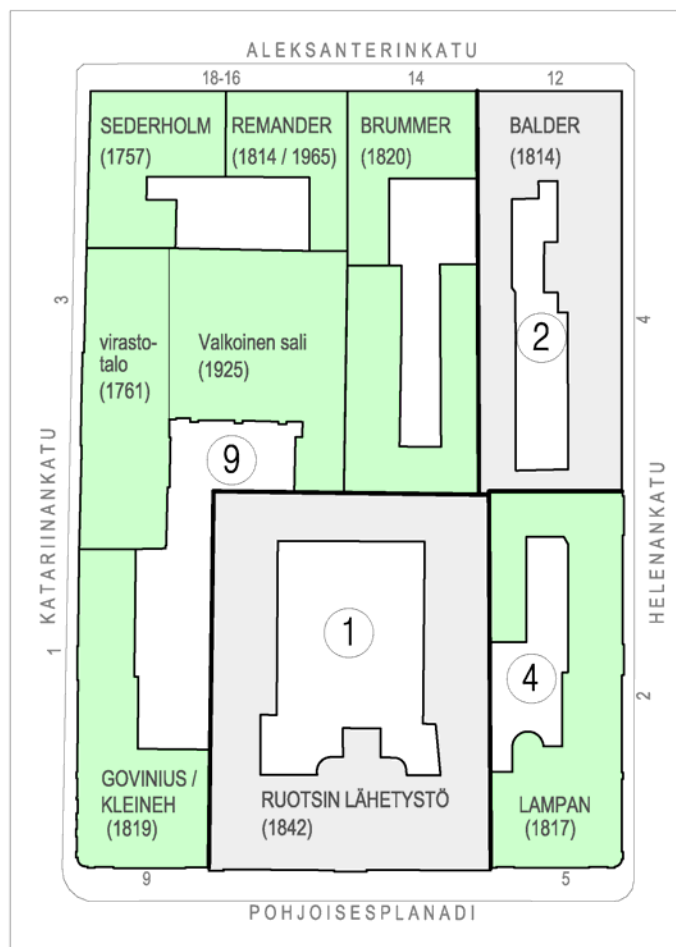 ALEKSANTERINKATU
18-16
14
12
SEDERHOLM
(1757)
REMANDER
(1814 / 1965)
BRUMMER
(1820)
BALDER
(1814)
3
4
virasto-
talo
(1761)
Valkoinen sali
(1925)
2
9
KATARIINANKATU
HELENANKATU
1
1
4
2
GOVINIUS /
KLEINEH
(1819)
RUOTSIN LÄHETYSTÖ
(1842)
LAMPAN
(1817)
9
5
POHJOISESPLANADI